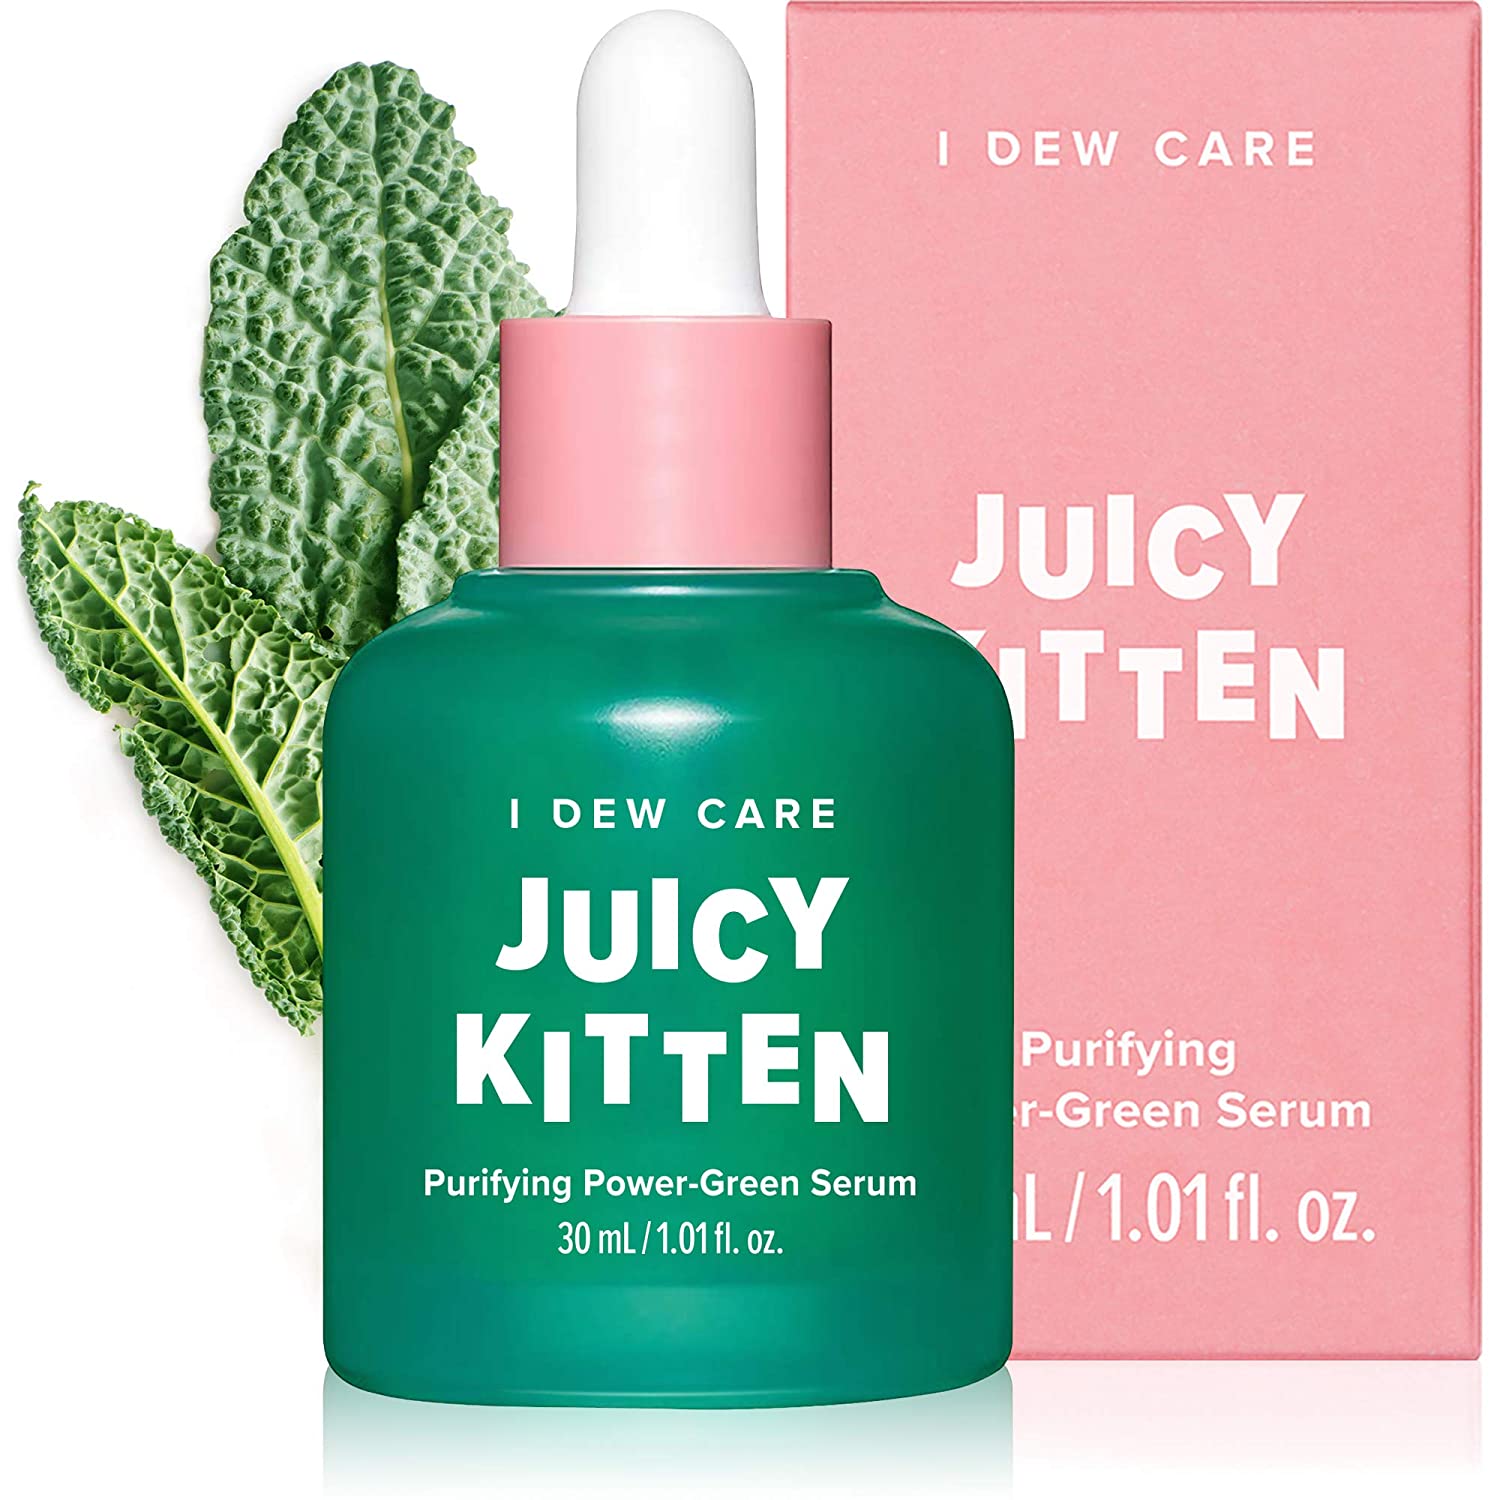 I DEW CARE
JUICY
KITTEN
Purifying Power-Green Serum
30 mL / 1.01 fl. oz.
I DEW CARE
JUICY
KITTEN
Purifying
-Green Serum
mL / 1.01 fl. oz.